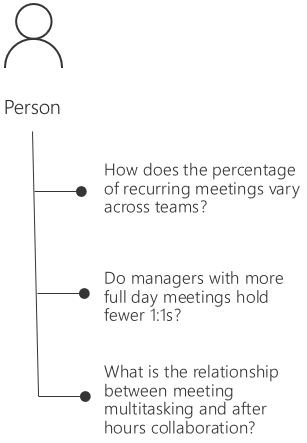 Person
How does the percentage
of recurring meetings vary
across teams?
Do managers with more
full day meetings hold
fewer 1:1s?
What is the relationship
between meeting
multitasking and after
hours collaboration?